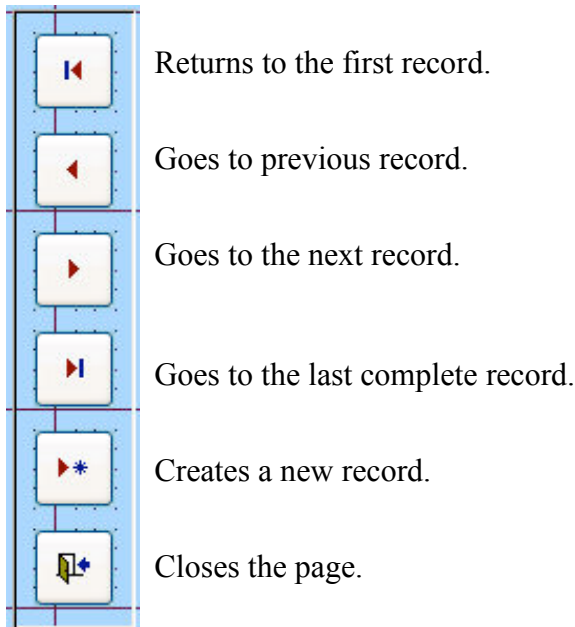 Returns to the first record.
Goes to previous record.
Goes to the next record.
Goes to the last complete record.
Creates a new record.
Closes the page.